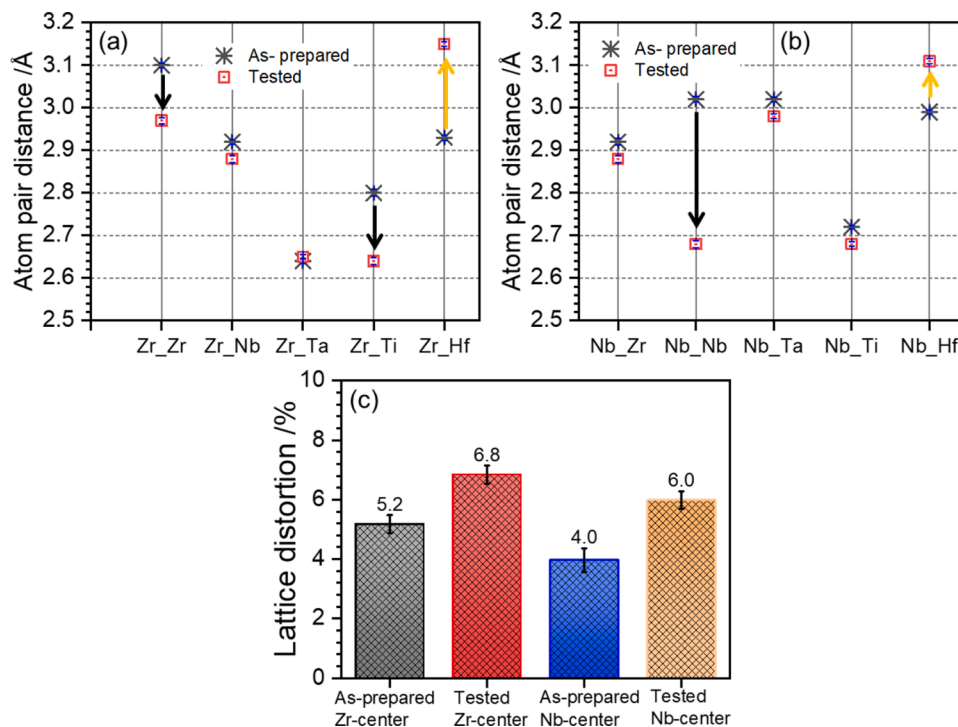 (a)
As- prepared
Tested
Atom pair distance /Å
3.2
3.1
3.0
2.9
2.8
2.7
2.6
2.5
Zr_Zr Zr_Nb Zr_Ta Zr_Ti Zr_Hf
(b)
As- prepared
Tested
Atom pair distance /Å
3.2
3.1
3.0
2.9
2.8
2.7
2.6
2.5
Nb_Zr Nb_Nb Nb_Ta Nb_Ti Nb_Hf
(c)
Lattice distortion /%
10
8
6
4
2
0
5.2
6.8
4.0
6.0
As-prepared Tested As-prepared Tested
Zr-center Zr-center Nb-center Nb-center